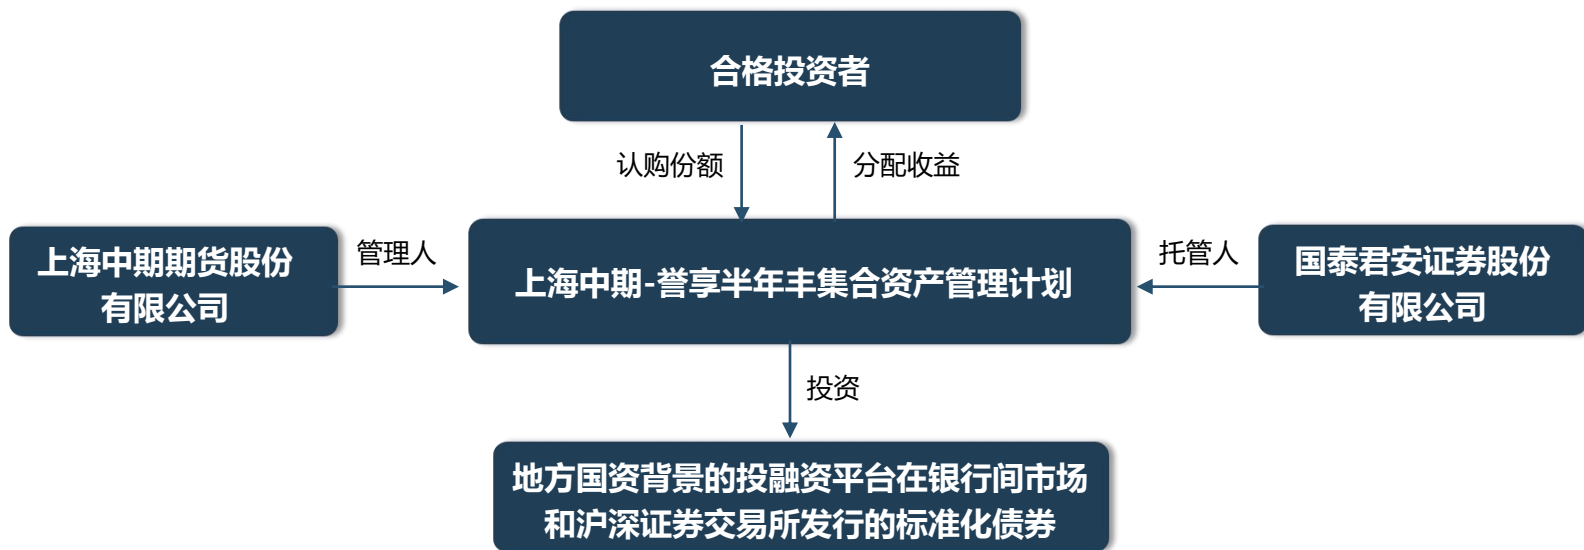 合格投资者
认购份额
分配收益
上海中期期货股份
有限公司
管理人
上海中期-誉享半年丰集合资产管理计划
托管人
国泰君安证券股份
有限公司
投资
地方国资背景的投融资平台在银行间市场
和沪深证券交易所发行的标准化债券